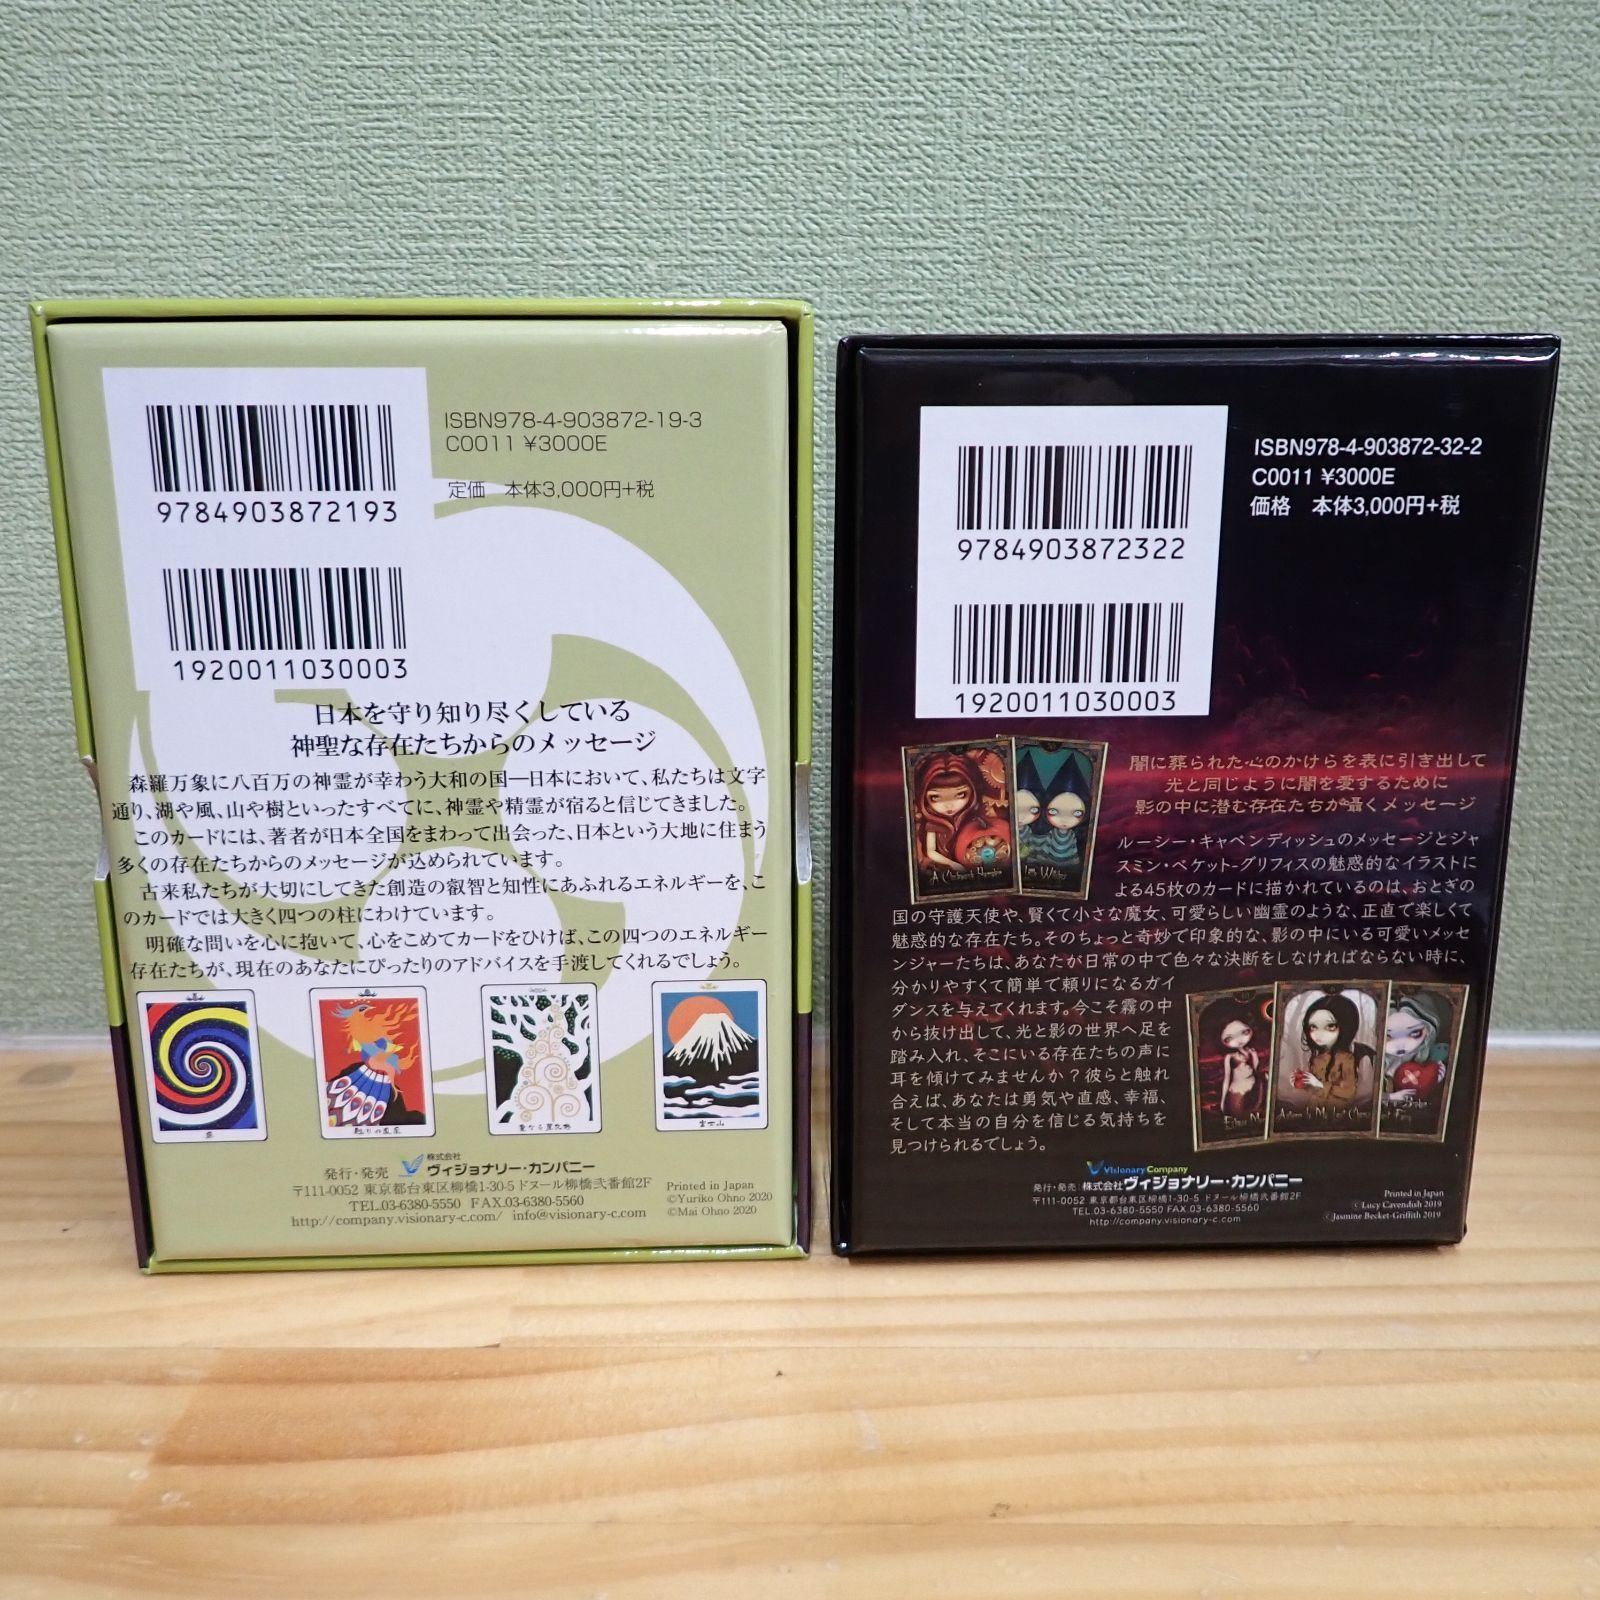 ISBN978-4-903872-19-3
C0011 ¥3000E
定価 本体3,000円+税
9784903872193
1920011030003
日本を守り知り尽くしている
神聖な存在たちからのメッセージ
森羅万象に八百万の神霊が幸わう大和の国―日本において、私たちは文字
通り、湖や風、山や樹といったすべてに、神霊や精霊が宿ると信じてきました。
このカードには、著者が日本全国をまわって出会った、日本という大地に住まう
多くの存在たちからのメッセージが込められています。
古来私たちが大切にしてきた創造の叡智と知性にあふれるエネルギーを、こ
のカードでは大きく四つの柱にわけています。
明確な問いを心に抱いて、心をこめてカードをひけば、この四つのエネルギー
存在たちが、現在のあなたにぴったりのアドバイスを手渡してくれるでしょう。
富士山
発行・発売 株式会社 ヴィジョナリー・カンパニー
〒111-0052 東京都台東区柳橋1-30-5ドヌール柳橋弐番館2F
TEL.03-6380-5550 FAX.03-6380-5560
http://company.visionary-c.com/ info@visionary-c.com
Printed in Japan
©Yuriko Ohno 2020
©Mai Ohno 2020
ISBN978-4-903872-32-2
C0011 ¥3000E
価格 本体3,000円+税
9784903872322
1920011030003
闇に葬られた心のかけらを表に引き出して
光と同じように闇を愛するために
影の中に潜む存在たちが囁くメッセージ
ルーシー・キャベンディッシュのメッセージとジャ
スミン・ベケット-グリフィスの魅惑的なイラストに
よる45枚のカードに描かれているのは、おとぎの
国の守護天使や、賢くて小さな魔女、可愛らしい幽霊のような、正直で楽しくて
魅惑的な存在たち。そのちょっと奇妙で印象的な、影の中にいる可愛いメッセ
ンジャーたちは、あなたが日常の中で色々な決断をしなければならない時に、
分かりやすくて簡単で頼りになるガイ
ダンスを与えてくれます。今こそ霧の中
から抜け出して、光と影の世界へ足を
踏み入れ、そこにいる存在たちの声に
耳を傾けてみませんか？彼らと触れ
合えば、あなたは勇気や直感、幸福、
そして本当の自分を信じる気持ちを
見つけられるでしょう。
Visionary Company
発行・発売 株式会社 ヴィジョナリー・カンパニー
〒111-0052 東京都台東区柳橋1-30-5 ドヌール柳橋弐番館2F
TEL.03-6380-5550 FAX.03-6380-5560
http://company.visionary-c.com/
Printed in Japan
©Lucy Cavendish 2019
©Jasmine Becket-Griffith 2019